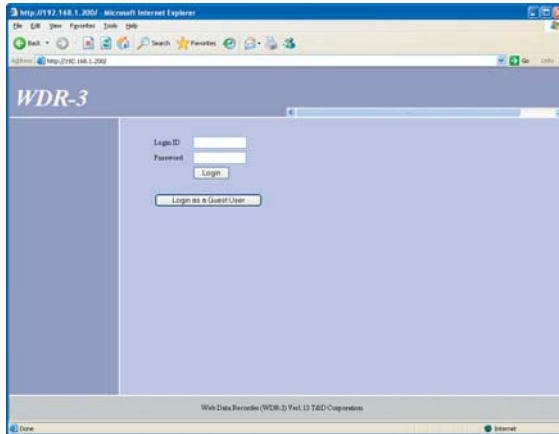 http://192.168.1.200/ - Microsoft Internet Explorer
File Edit View Favorites Tools Help
Back Search Favorites
Address http://192.168.1.200/ Go Links
WDR-3
Login ID
Password
Login
Login as a Guest User
Web Data Recorder (WDR-3) Ver1.13 T&D Corporation
Done Internet